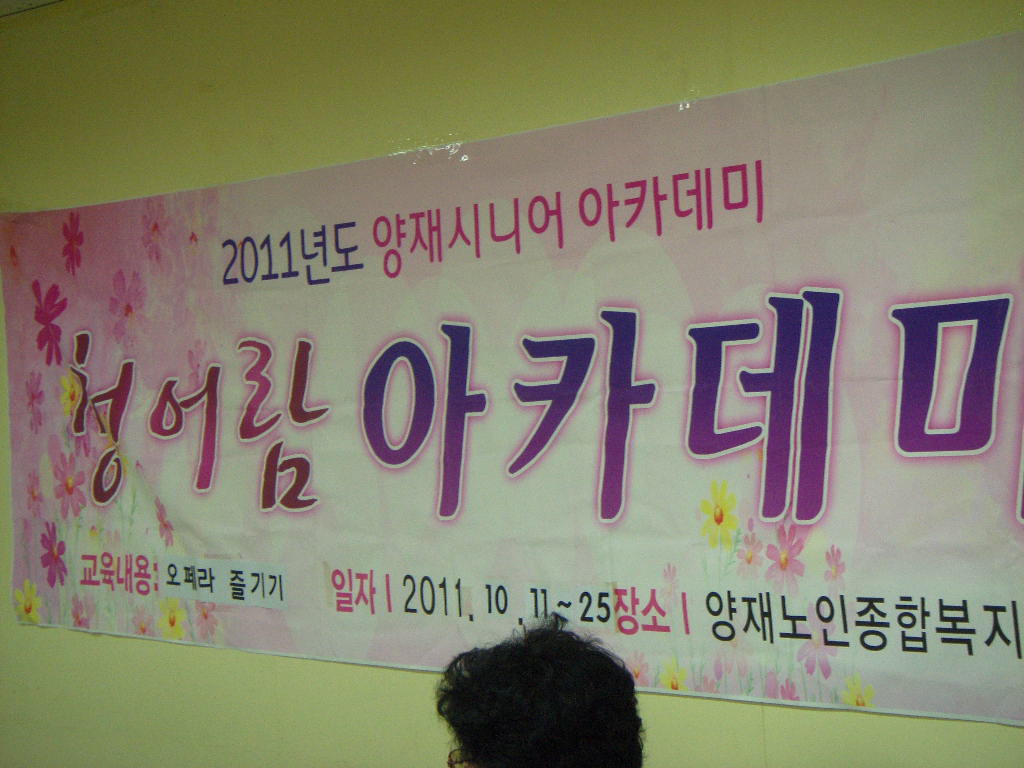 2011년도 양재시니어 아카데미
청어람 아카데미
교육내용: 오페라 즐기기 일자 | 2011. 10. 11~25 장소 | 양재노인종합복지